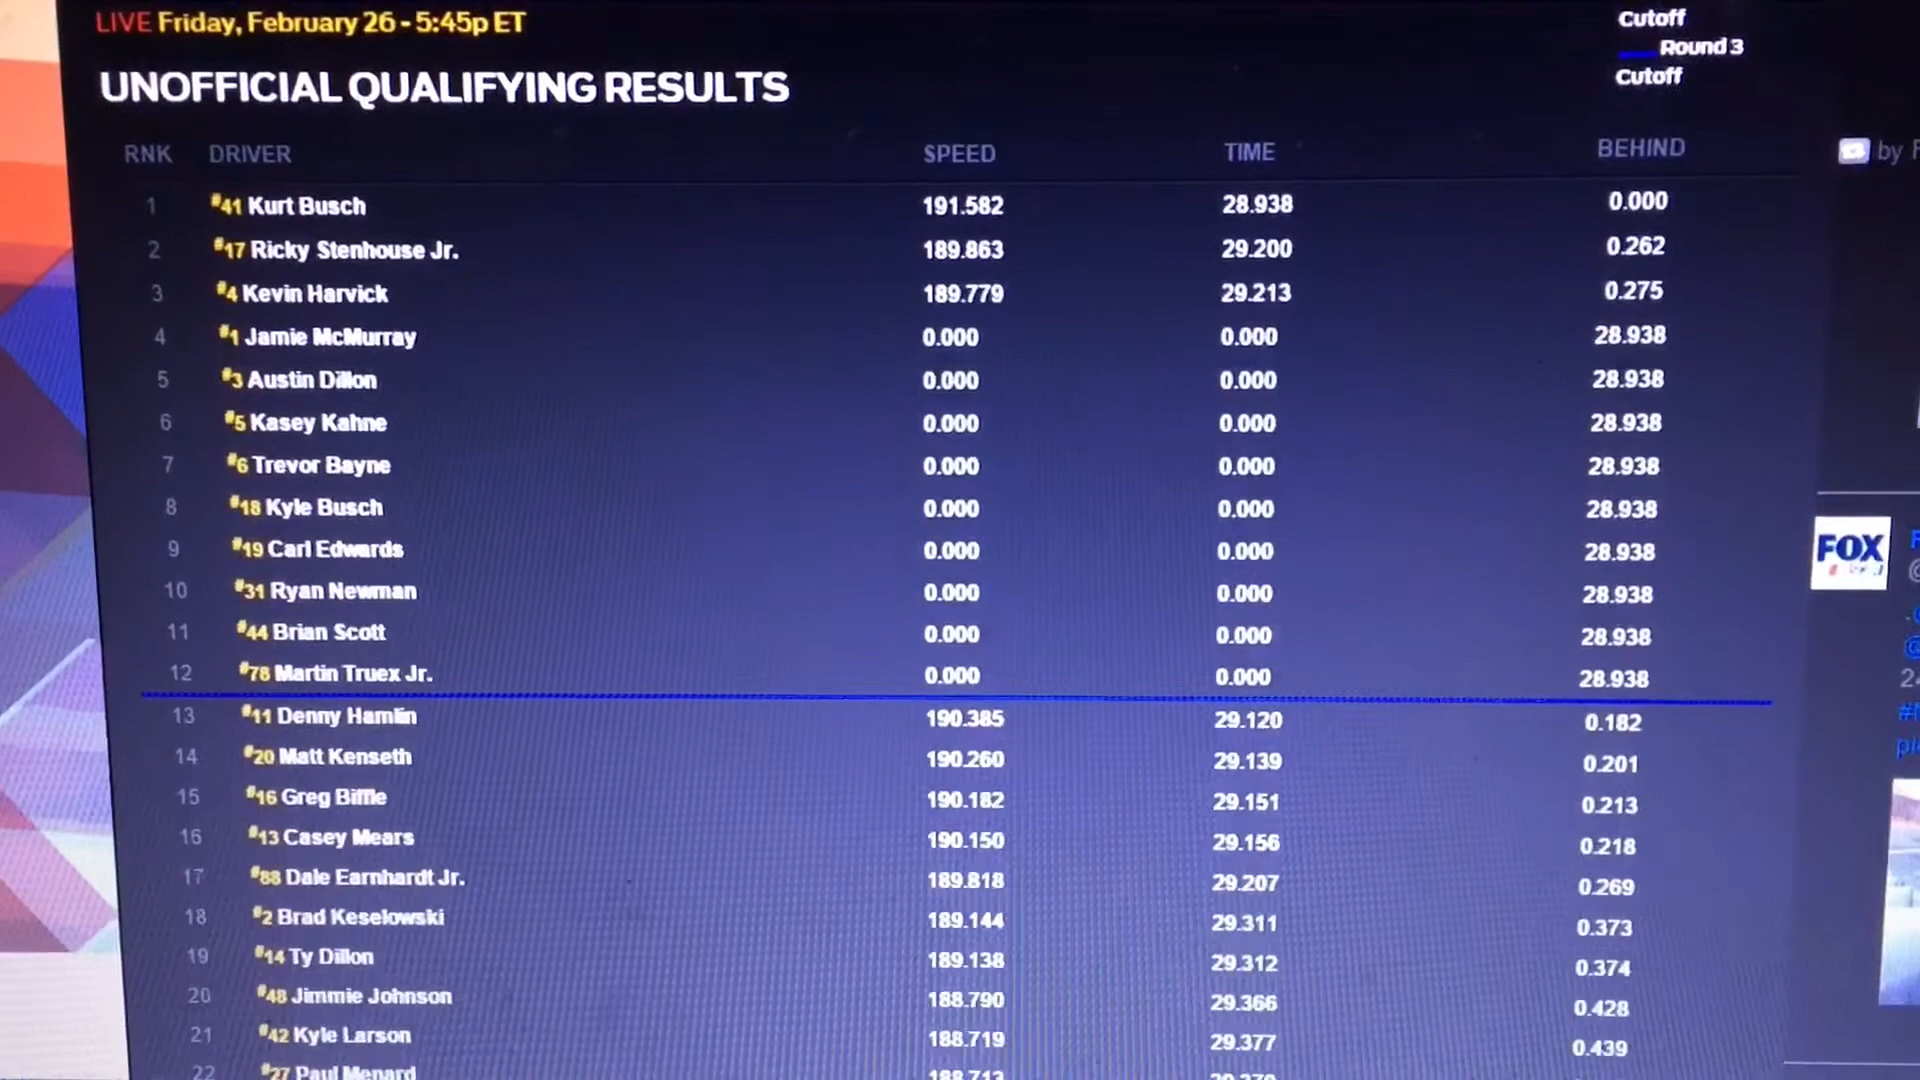 LIVE Friday, February 26 - 5:45p ET
Cutoff
Round 3
Cutoff
UNOFFICIAL QUALIFYING RESULTS
RNK DRIVER SPEED TIME BEHIND
1 #41 Kurt Busch 191.582 28.938 0.000
2 #17 Ricky Stenhouse Jr. 189.863 29.200 0.262
3 #4 Kevin Harvick 189.779 29.213 0.275
4 #1 Jamie McMurray 0.000 0.000 28.938
5 #3 Austin Dillon 0.000 0.000 28.938
6 #5 Kasey Kahne 0.000 0.000 28.938
7 #6 Trevor Bayne 0.000 0.000 28.938
8 #18 Kyle Busch 0.000 0.000 28.938
9 #19 Carl Edwards 0.000 0.000 28.938
10 #31 Ryan Newman 0.000 0.000 28.938
11 #44 Brian Scott 0.000 0.000 28.938
12 #78 Martin Truex Jr. 0.000 0.000 28.938
13 #11 Denny Hamlin 190.385 29.120 0.182
14 #20 Matt Kenseth 190.260 29.139 0.201
15 #16 Greg Biffle 190.182 29.151 0.213
16 #13 Casey Mears 190.150 29.156 0.218
17 #88 Dale Earnhardt Jr. 189.818 29.207 0.269
18 #2 Brad Keselowski 189.144 29.311 0.373
19 #14 Ty Dillon 189.138 29.312 0.374
20 #48 Jimmie Johnson 188.790 29.366 0.428
21 #42 Kyle Larson 188.719 29.377 0.439
22 #27 Paul Menard 188.713
by
FOX